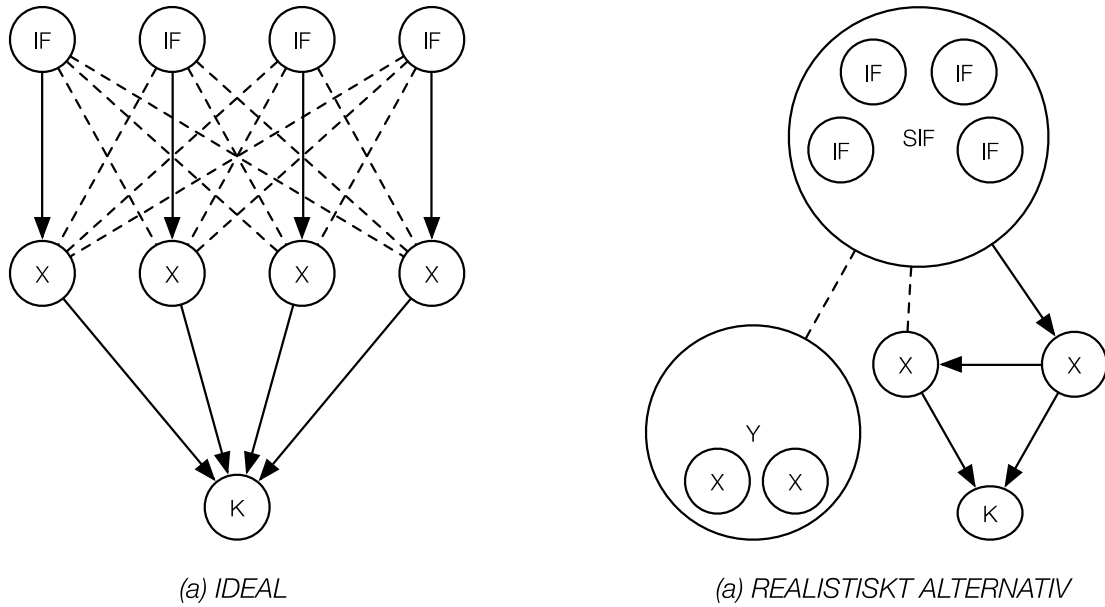 IF IF IF IF
X X X X
K
(a) IDEAL
IF IF
IF SIF IF
X X
Y
X X
K
(a) REALISTISKT ALTERNATIV